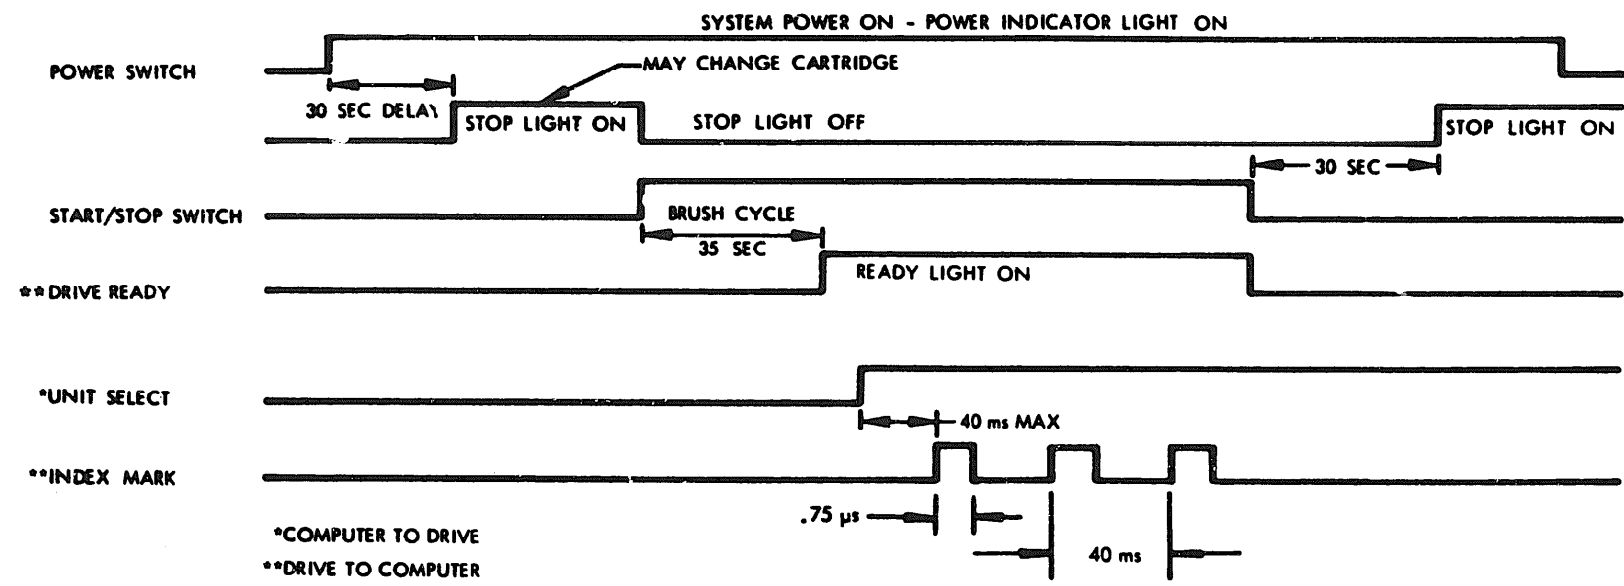 SYSTEM POWER ON - POWER INDICATOR LIGHT ON
POWER SWITCH
MAY CHANGE CARTRIDGE
30 SEC DELAY
STOP LIGHT ON
STOP LIGHT OFF
STOP LIGHT ON
30 SEC
START/STOP SWITCH
BRUSH CYCLE
35 SEC
READY LIGHT ON
**DRIVE READY
*UNIT SELECT
40 ms MAX
**INDEX MARK
.75 µs
40 ms
*COMPUTER TO DRIVE
**DRIVE TO COMPUTER